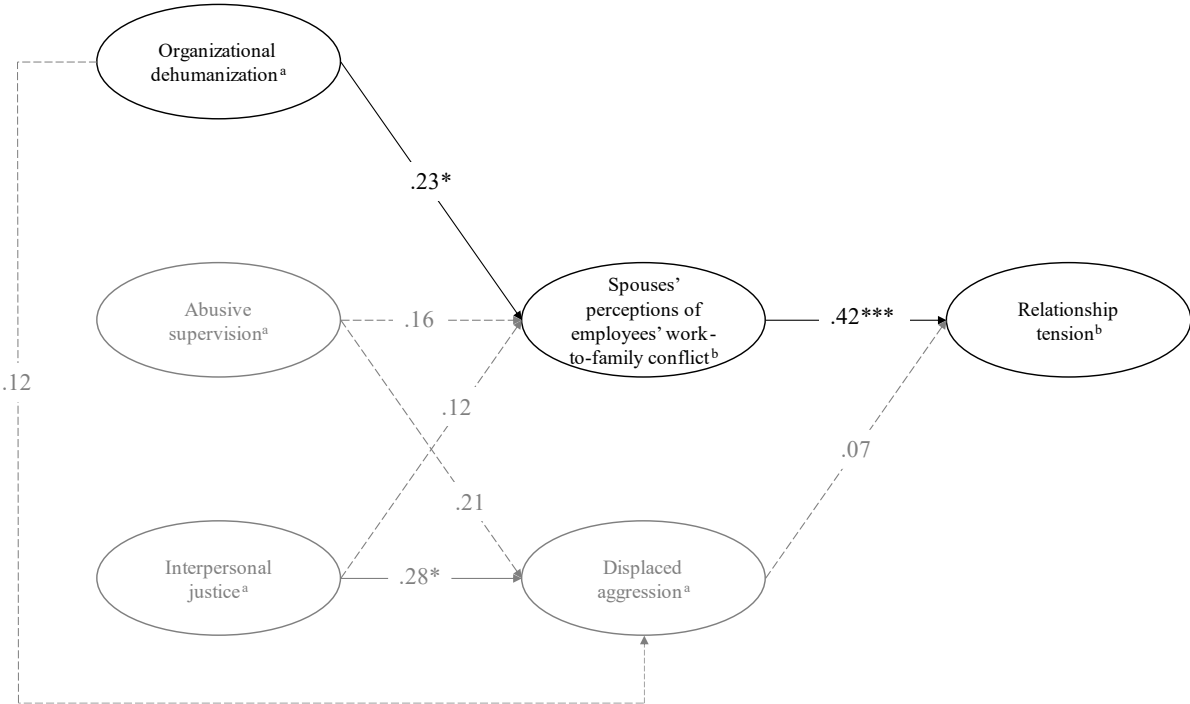 Organizational
dehumanization a
.23*
Abusive
supervision a
.16
Spouses’
perceptions of
employees’ work-
to-family conflict b
.42***
Relationship
tension b
.12
.12
.07
.21
Interpersonal
justice a
.28*
Displaced
aggression a